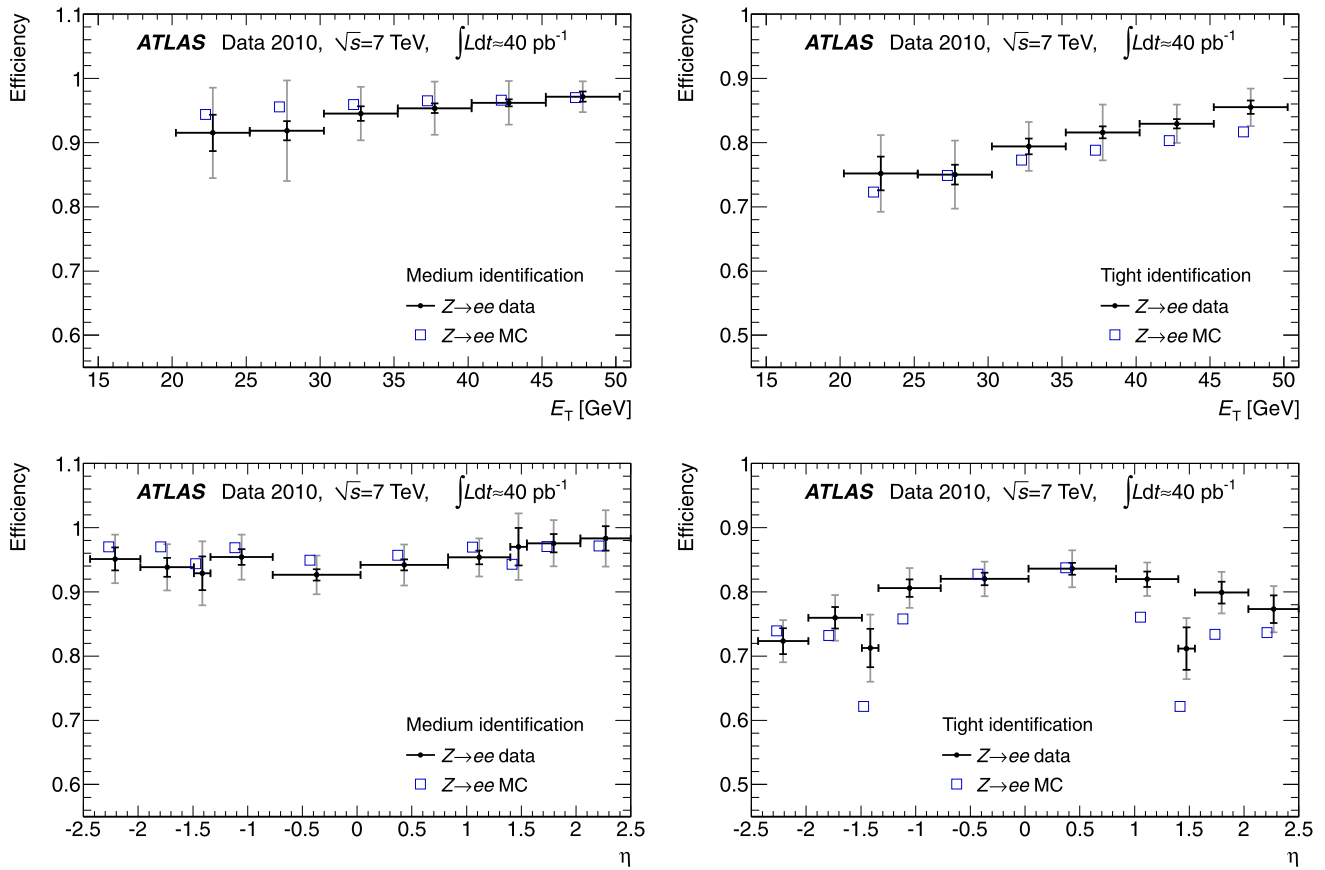 Efficiency
1.1
1
0.9
0.8
0.7
0.6
ATLAS Data 2010, √s=7 TeV, ∫Ldt≈40 pb-1
Medium identification
Z→ee data
Z→ee MC
15 20 25 30 35 40 45 50
ET [GeV]
Efficiency
1
0.9
0.8
0.7
0.6
0.5
ATLAS Data 2010, √s=7 TeV, ∫Ldt≈40 pb-1
Tight identification
Z→ee data
Z→ee MC
15 20 25 30 35 40 45 50
ET [GeV]
Efficiency
1.1
1
0.9
0.8
0.7
0.6
ATLAS Data 2010, √s=7 TeV, ∫Ldt≈40 pb-1
Medium identification
Z→ee data
Z→ee MC
-2.5 -2 -1.5 -1 -0.5 0 0.5 1 1.5 2 2.5
η
Efficiency
1
0.9
0.8
0.7
0.6
0.5
ATLAS Data 2010, √s=7 TeV, ∫Ldt≈40 pb-1
Tight identification
Z→ee data
Z→ee MC
-2.5 -2 -1.5 -1 -0.5 0 0.5 1 1.5 2 2.5
η